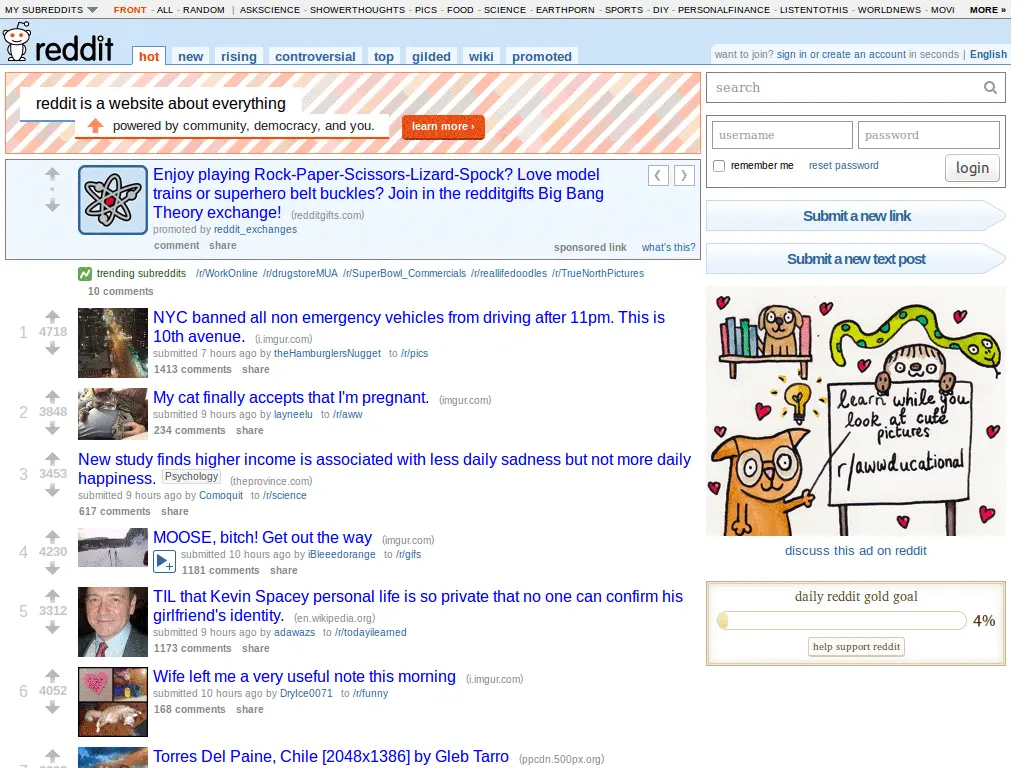 MY SUBREDDITS FRONT - ALL - RANDOM | ASKSCIENCE - SHOWERTHOUGHTS - PICS - FOOD - SCIENCE - EARTHPORN - SPORTS - DIY - PERSONALFINANCE - LISTENTOTHIS - WORLDNEWS - MOVI MORE »
reddit hot new rising controversial top gilded wiki promoted
want to join? sign in or create an account in seconds | English
reddit is a website about everything
powered by community, democracy, and you.
learn more ›
search
username password
remember me reset password login
Submit a new link
Submit a new text post
Enjoy playing Rock-Paper-Scissors-Lizard-Spock? Love model
trains or superhero belt buckles? Join in the redditgifts Big Bang
Theory exchange! (redditgifts.com)
promoted by reddit_exchanges
comment share
sponsored link what's this?
trending subreddits /r/WorkOnline /r/drugstoreMUA /r/SuperBowl_Commercials /r/reallifedoodles /r/TrueNorthPictures
10 comments
1 4718
NYC banned all non emergency vehicles from driving after 11pm. This is
10th avenue. (i.imgur.com)
submitted 7 hours ago by theHamburglersNugget to /r/pics
1413 comments share
2 3848
My cat finally accepts that I'm pregnant. (imgur.com)
submitted 9 hours ago by layneelu to /r/aww
234 comments share
3 3453
New study finds higher income is associated with less daily sadness but not more daily
happiness. Psychology (theprovince.com)
submitted 9 hours ago by Comoquit to /r/science
617 comments share
4 4230
MOOSE, bitch! Get out the way (imgur.com)
submitted 10 hours ago by iBleeedorange to /r/gifs
1181 comments share
5 3312
TIL that Kevin Spacey personal life is so private that no one can confirm his
girlfriend's identity. (en.wikipedia.org)
submitted 9 hours ago by adawazs to /r/todayilearned
1173 comments share
6 4052
Wife left me a very useful note this morning (i.imgur.com)
submitted 10 hours ago by DryIce0071 to /r/funny
168 comments share
Torres Del Paine, Chile [2048x1386] by Gleb Tarro (ppcdn.500px.org)
learn while you
look at cute
pictures
r/awwducational
discuss this ad on reddit
daily reddit gold goal
4%
help support reddit